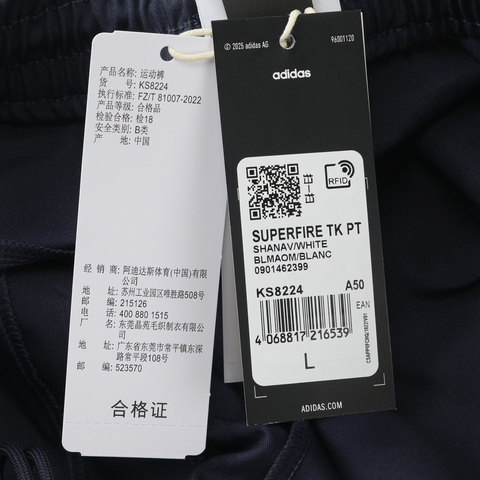 产品名称: 运动裤
货 号: KS8224
执行标准: FZ/T 81007-2022
产品等级: 合格品
检验合格: 检18
安全类别: B类
产 地: 中国
经 销 商: 阿迪达斯体育(中国)有限
公司
地 址: 苏州工业园区唯胜路508号
邮 编: 215126
电 话: 400 880 1515
厂 名: 东莞晶苑毛织制衣有限公
司
地 址: 广东省东莞市常平镇东深
路常平段108号
邮 编: 523570
合格证
© 2025 adidas AG
96001120
adidas
RFID
SUPERFIRE TK PT
SHANAV/WHITE
BLMAOM/BLANC
0901462399
KS8224
A50
EAN
4 068817 216539
L
ADIDAS.COM